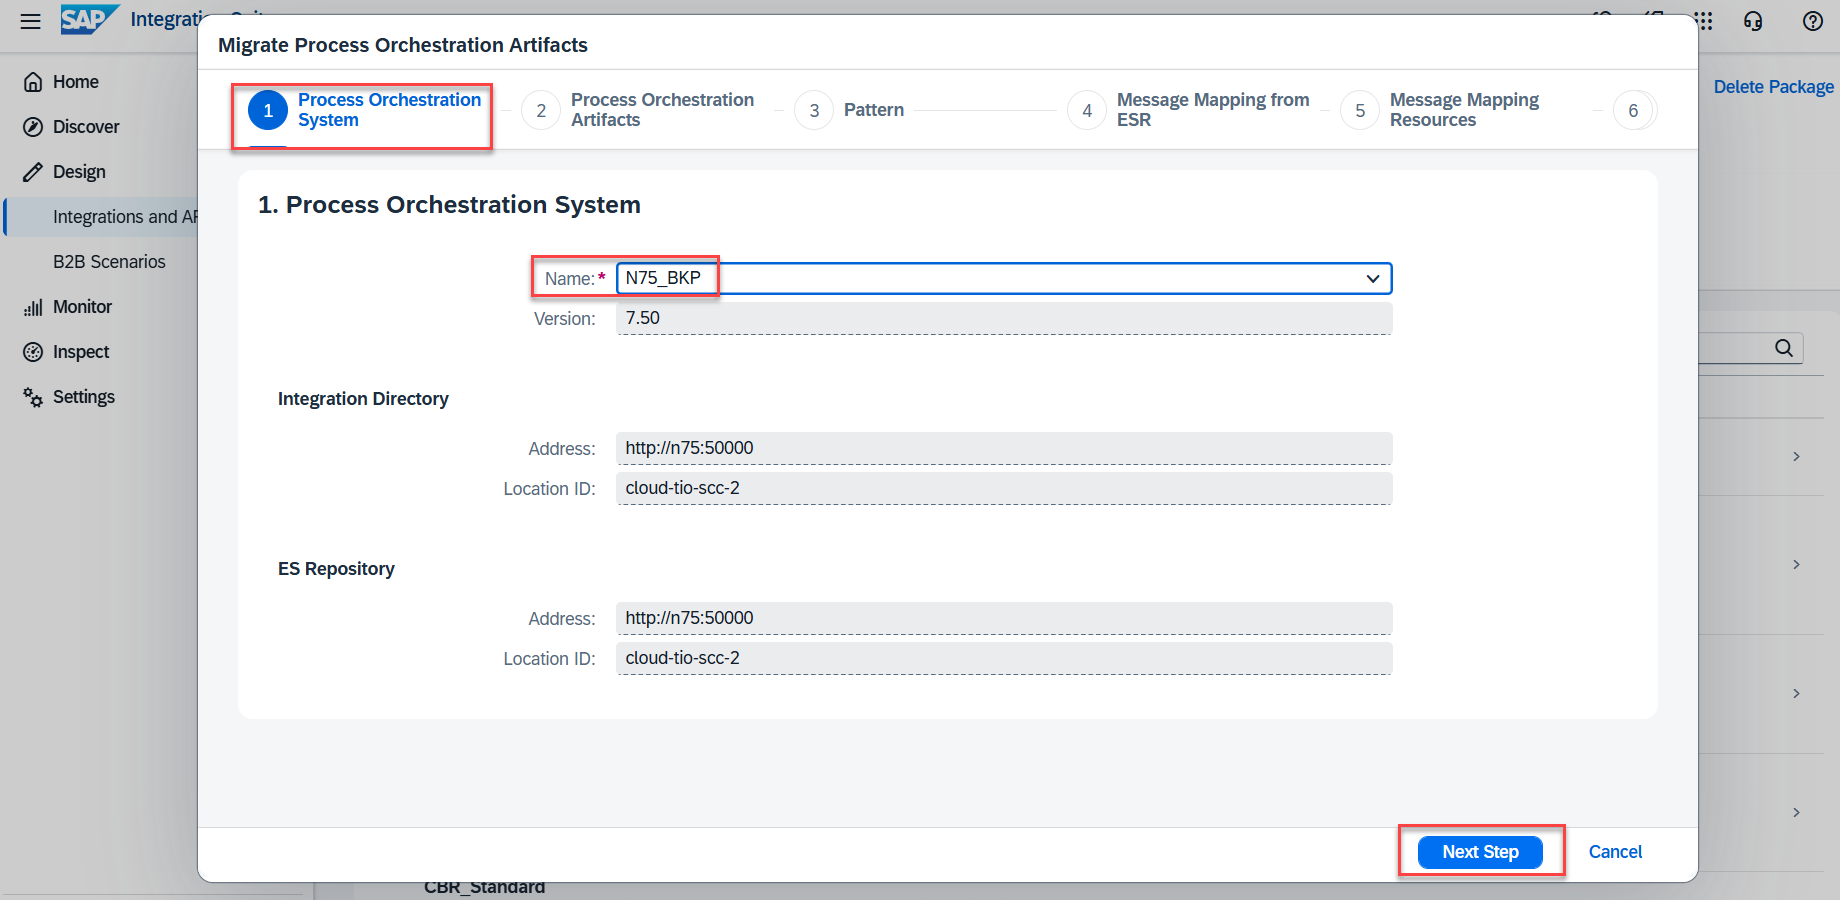 SAP
Migrate Process Orchestration Artifacts
Delete Package
Home
Discover
Design
Integrations and
B2B Scenarios
Monitor
Inspect
Settings
1 Process Orchestration
System
2 Process Orchestration
Artifacts
3 Pattern
4 Message Mapping from
ESR
5 Message Mapping
Resources
6
1. Process Orchestration System
Name:* N75_BKP
Version: 7.50
Integration Directory
Address: http://n75:50000
Location ID: cloud-tio-scc-2
ES Repository
Address: http://n75:50000
Location ID: cloud-tio-scc-2
Next Step Cancel
CBR_Standard